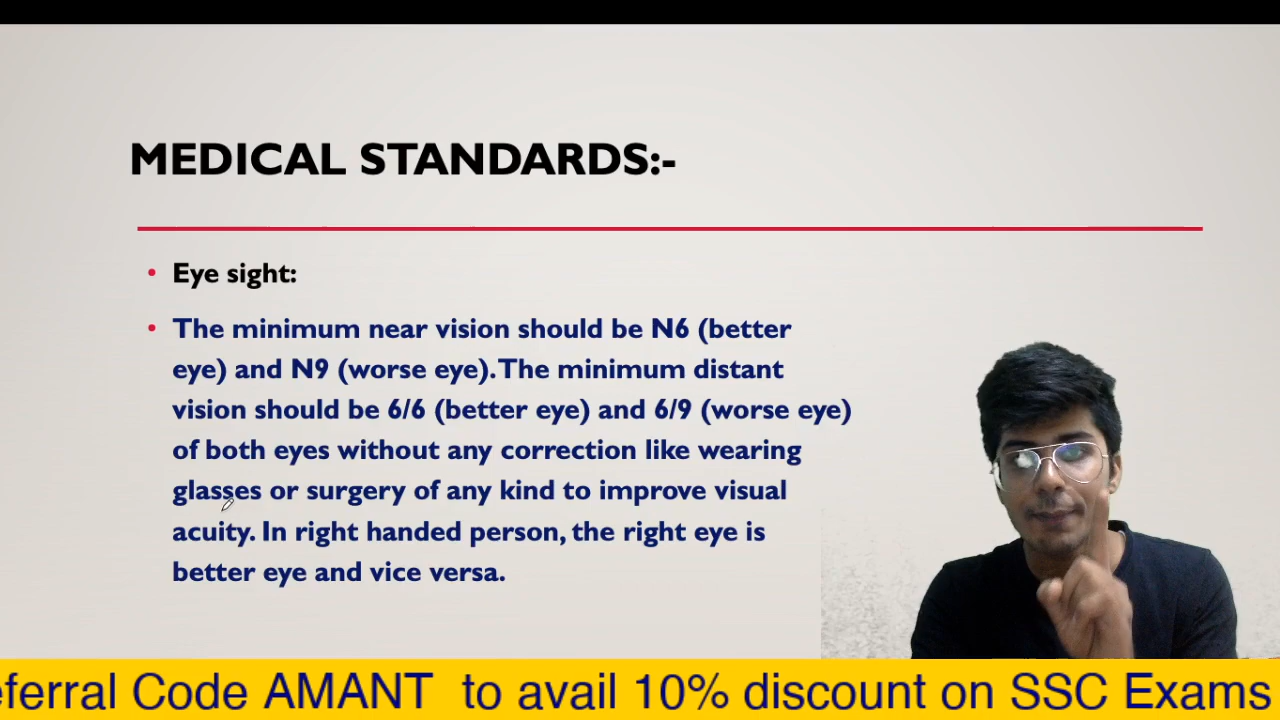 MEDICAL STANDARDS:-
• Eye sight:
• The minimum near vision should be N6 (better
eye) and N9 (worse eye). The minimum distant
vision should be 6/6 (better eye) and 6/9 (worse eye)
of both eyes without any correction like wearing
glasses or surgery of any kind to improve visual
acuity. In right handed person, the right eye is
better eye and vice versa.
eferral Code AMANT to avail 10% discount on SSC Exams